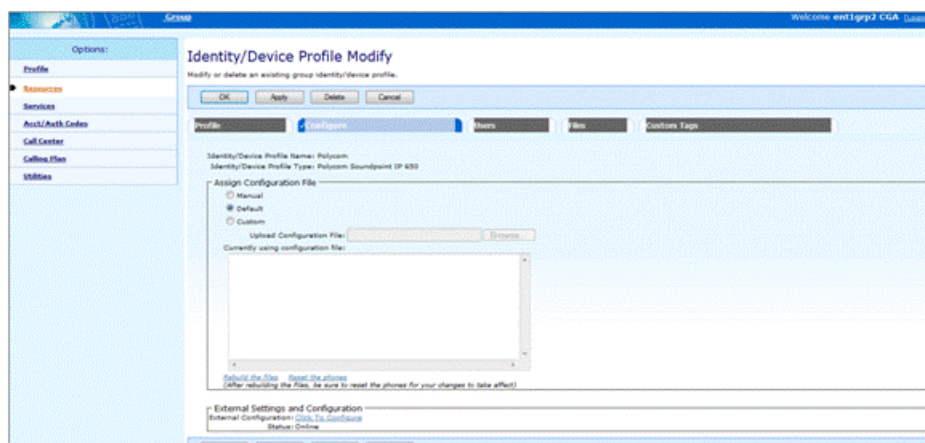 Group
Welcome ent1grp2 CGA
Options:
Profile
Resources
Services
Acct/Auth Codes
Call Center
Calling Plan
Utilities
Identity/Device Profile Modify
Modify or delete an existing group identity/device profile.
OK Apply Delete Cancel
Profile Configure Users Files Custom Tags
Identity/Device Profile Name: Polycom
Identity/Device Profile Type: Polycom Soundpoint IP 650
Assign Configuration File
Manual
Default
Custom
Upload Configuration File: Browse...
Currently using configuration file:
Rebuild the files Reset the phones
(After rebuilding the files, be sure to reset the phones for your changes to take effect)
External Settings and Configuration
External Configuration: Click To Configure
Status: Online